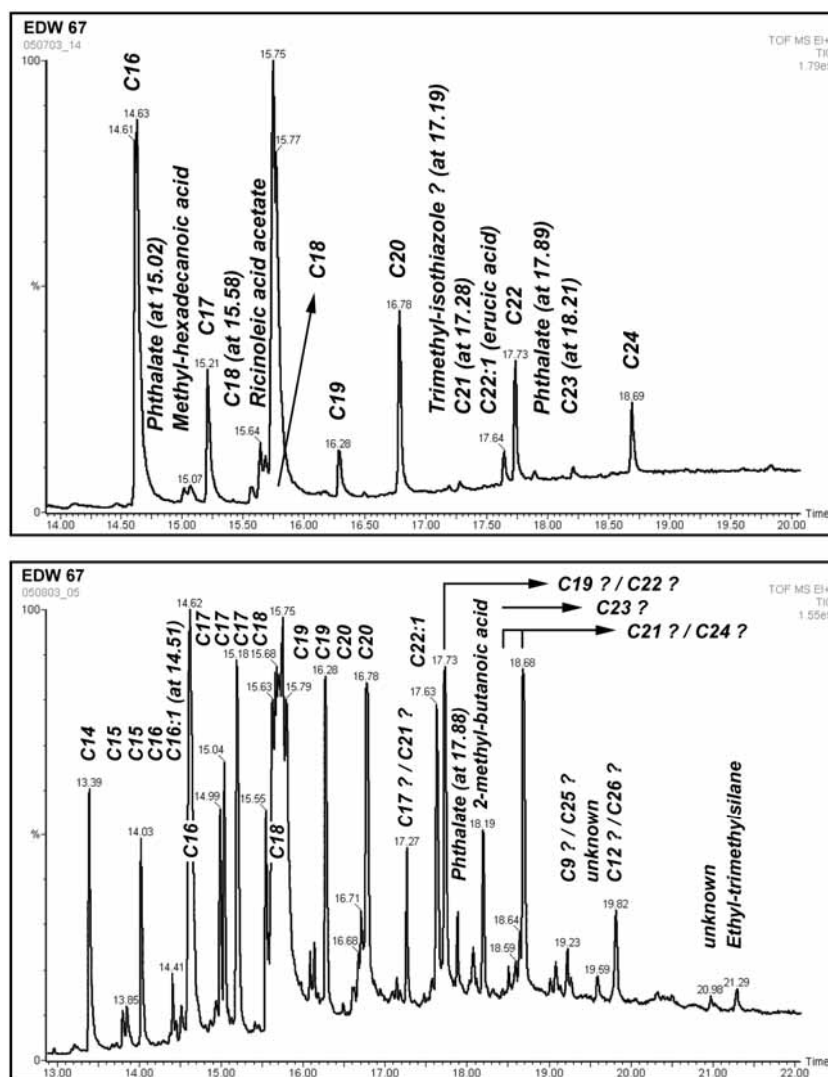 EDW 67
050703_14
TOF MS EI+
TIC
1.79e
100
%
0
C16
14.63
14.61
Phthalate (at 15.02)
Methyl-hexadecanoic acid
15.07
C17
15.21
C18 (at 15.58)
Ricinoleic acid acetate
15.64
15.75
15.77
C18
C19
16.28
C20
16.78
Trimethyl-isothiazole ? (at 17.19)
C21 (at 17.28)
C22:1 (erucic acid)
17.64
C22
17.73
Phthalate (at 17.89)
C23 (at 18.21)
C24
18.69
14.00 14.50 15.00 15.50 16.00 16.50 17.00 17.50 18.00 18.50 19.00 19.50 20.00
Time
EDW 67
050803_05
TOF MS EI+
TIC
1.55e
100
%
0
C19 ? / C22 ?
C23 ?
C21 ? / C24 ?
C14
13.39
C15
13.85
C15
14.03
C16
14.41
C16:1 (at 14.51)
14.62
C16
C17
14.99
C17
15.04
C17
15.18
C18
15.55
15.63
15.68
15.75
15.79
C18
C19
C19
16.28
C20
16.68
16.71
C20
16.78
C17 ? / C21 ?
17.27
C22:1
17.63
17.73
Phthalate (at 17.88)
2-methyl-butanoic acid
18.19
18.59
18.64
18.68
C9 ? / C25 ?
19.23
unknown
19.59
C12 ? / C26 ?
19.82
unknown
20.98
Ethyl-trimethylsilane
21.29
13.00 14.00 15.00 16.00 17.00 18.00 19.00 20.00 21.00 22.00
Time